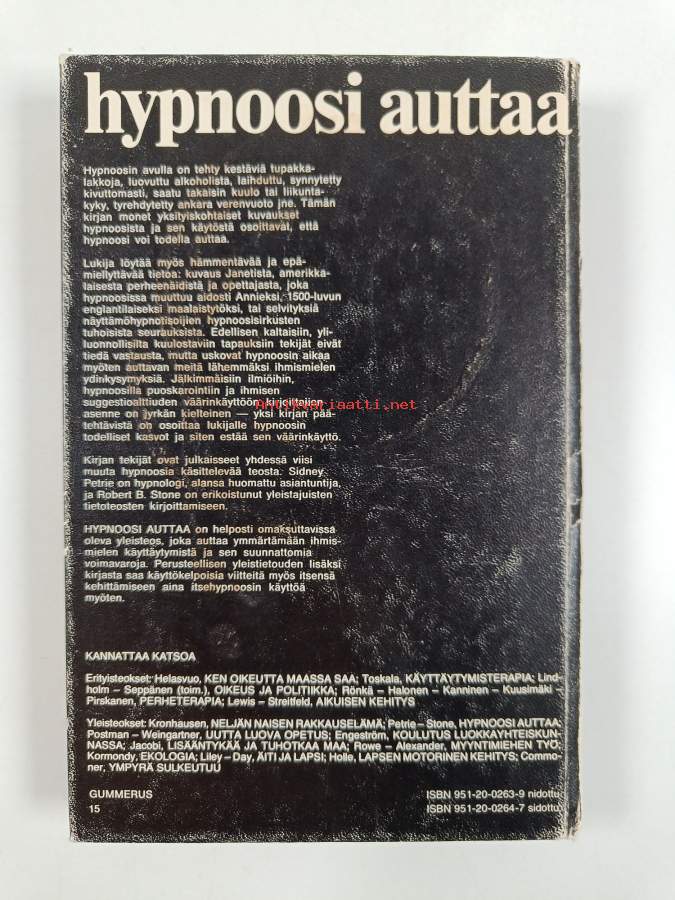 hypnoosi auttaa
Hypnoosin avulla on tehty kestäviä tupakka-
lakkoja, luovuttu alkoholista, laihduttu, synnytetty
kivuttomasti, saatu takaisin kuulo tai liikunta-
kyky, tyrehdytetty ankara verenvuoto jne. Tämän
kirjan monet yksityiskohtaiset kuvaukset
hypnoosista ja sen käytöstä osoittavat, että
hypnoosi voi todella auttaa.
Lukija löytää myös hämmentävää ja epä-
miellyttävää tietoa: kuvaus Janetista, amerikka-
laisesta perheenäidistä ja opettajasta, joka
hypnoosissa muuttuu aidosti Annieksi, 1500-luvun
englantilaiseksi maalaistytöksi, tai selvityksiä
näyttämöhypnotisoijien hypnoosisirkusten
tuhoisista seurauksista. Edellisen kaltaisiin, yli-
luonnollisilta kuulostaviin tapauksiin tekijät eivät
tiedä vastausta, mutta uskovat hypnoosin aikaa
myöten auttavan meitä lähemmäksi ihmismielen
ydinkysymyksiä. Jälkimmäisiin ilmiöihin,
hypnoosilla puoskarointiin ja ihmisen
suggestioalttiuden väärinkäyttöön kirjoittajien
Antikvariaatti.net
asenne on jyrkän kielteinen — yksi kirjan pää-
tehtävistä on osoittaa lukijalle hypnoosin
todelliset kasvot ja siten estää sen väärinkäyttö.
Kirjan tekijät ovat julkaisseet yhdessä viisi
muuta hypnoosia käsittelevää teosta. Sidney
Petrie on hypnologi, alansa huomattu asiantuntija,
ja Robert B. Stone on erikoistunut yleistajuisten
tietoteosten kirjoittamiseen.
HYPNOOSI AUTTAA on helposti omaksuttavissa
oleva yleisteos, joka auttaa ymmärtämään ihmis-
mielen käyttäytymistä ja sen suunnattomia
voimavaroja. Perusteellisen yleistietouden lisäksi
kirjasta saa käyttökelpoisia viitteitä myös itsensä
kehittämiseen aina itsehypnoosin käyttöä
myöten.
KANNATTAA KATSOA
Erityisteokset: Helasvuo, KEN OIKEUTTA MAASSA SAA; Toskala, KÄYTTÄYTYMISTERAPIA; Lind-
holm – Seppänen (toim.), OIKEUS JA POLITIIKKA; Rönkä – Halonen – Kanninen – Kuusimäki –
Pirskanen, PERHETERAPIA; Lewis – Streitfeld, AIKUISEN KEHITYS
Yleisteokset: Kronhausen, NELJÄN NAISEN RAKKAUSELÄMÄ; Petrie – Stone, HYPNOOSI AUTTAA;
Postman – Weingartner, UUTTA LUOVA OPETUS; Engeström, KOULUTUS LUOKKAYHTEISKUN-
NASSA; Jacobi, LISÄÄNTYKÄÄ JA TUHOTKAA MAA; Rowe – Alexander, MYYNTIMIEHEN TYÖ;
Kormondy, EKOLOGIA; Liley – Day, ÄITI JA LAPSI; Holle, LAPSEN MOTORINEN KEHITYS; Commo-
ner, YMPYRÄ SULKEUTUU
GUMMERUS
ISBN 951-20-0263-9 nidottu
15
ISBN 951-20-0264-7 sidottu